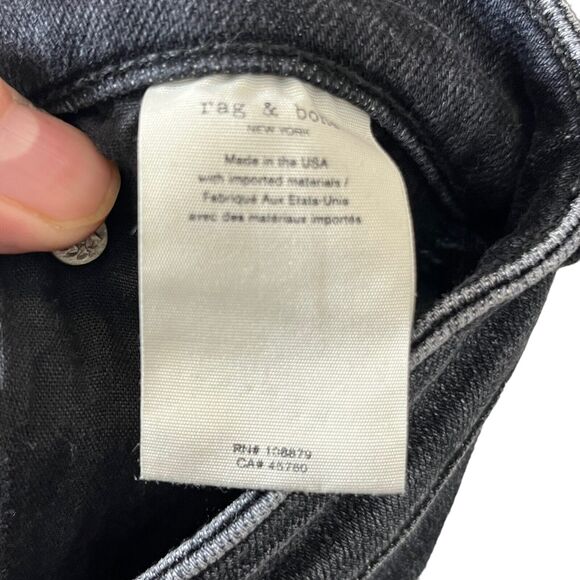 rag & bone
NEW YORK
Made in the USA
with imported materials /
Fabriqué Aux Etats-Unis
avec des matériaux importés
RN# 108879
CA# 45780